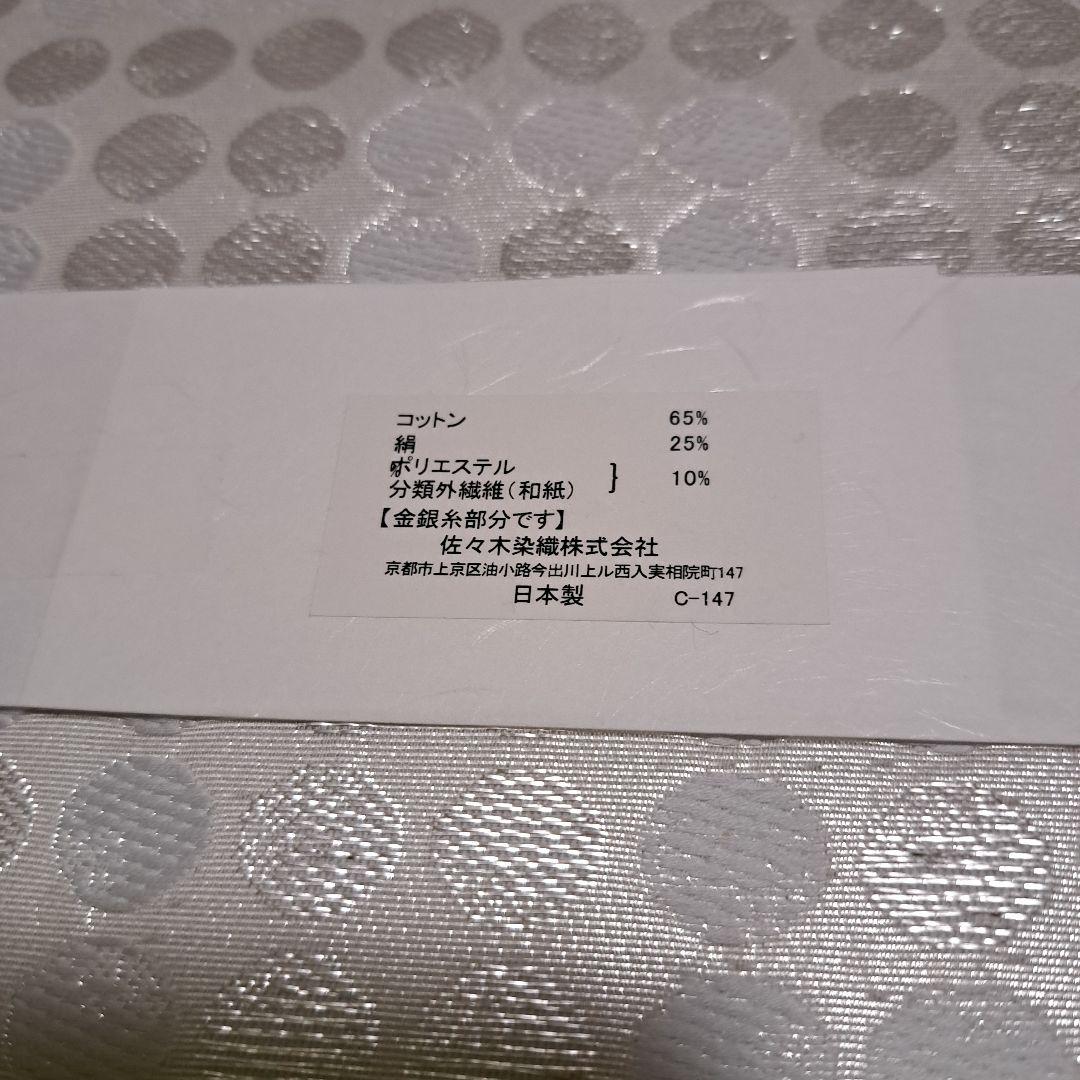 コットン 65%
絹 25%
ポリエステル
分類外繊維(和紙) } 10%
【金銀糸部分です】
佐々木染織株式会社
京都市上京区油小路今出川上ル西入実相院町147
日本製 C-147